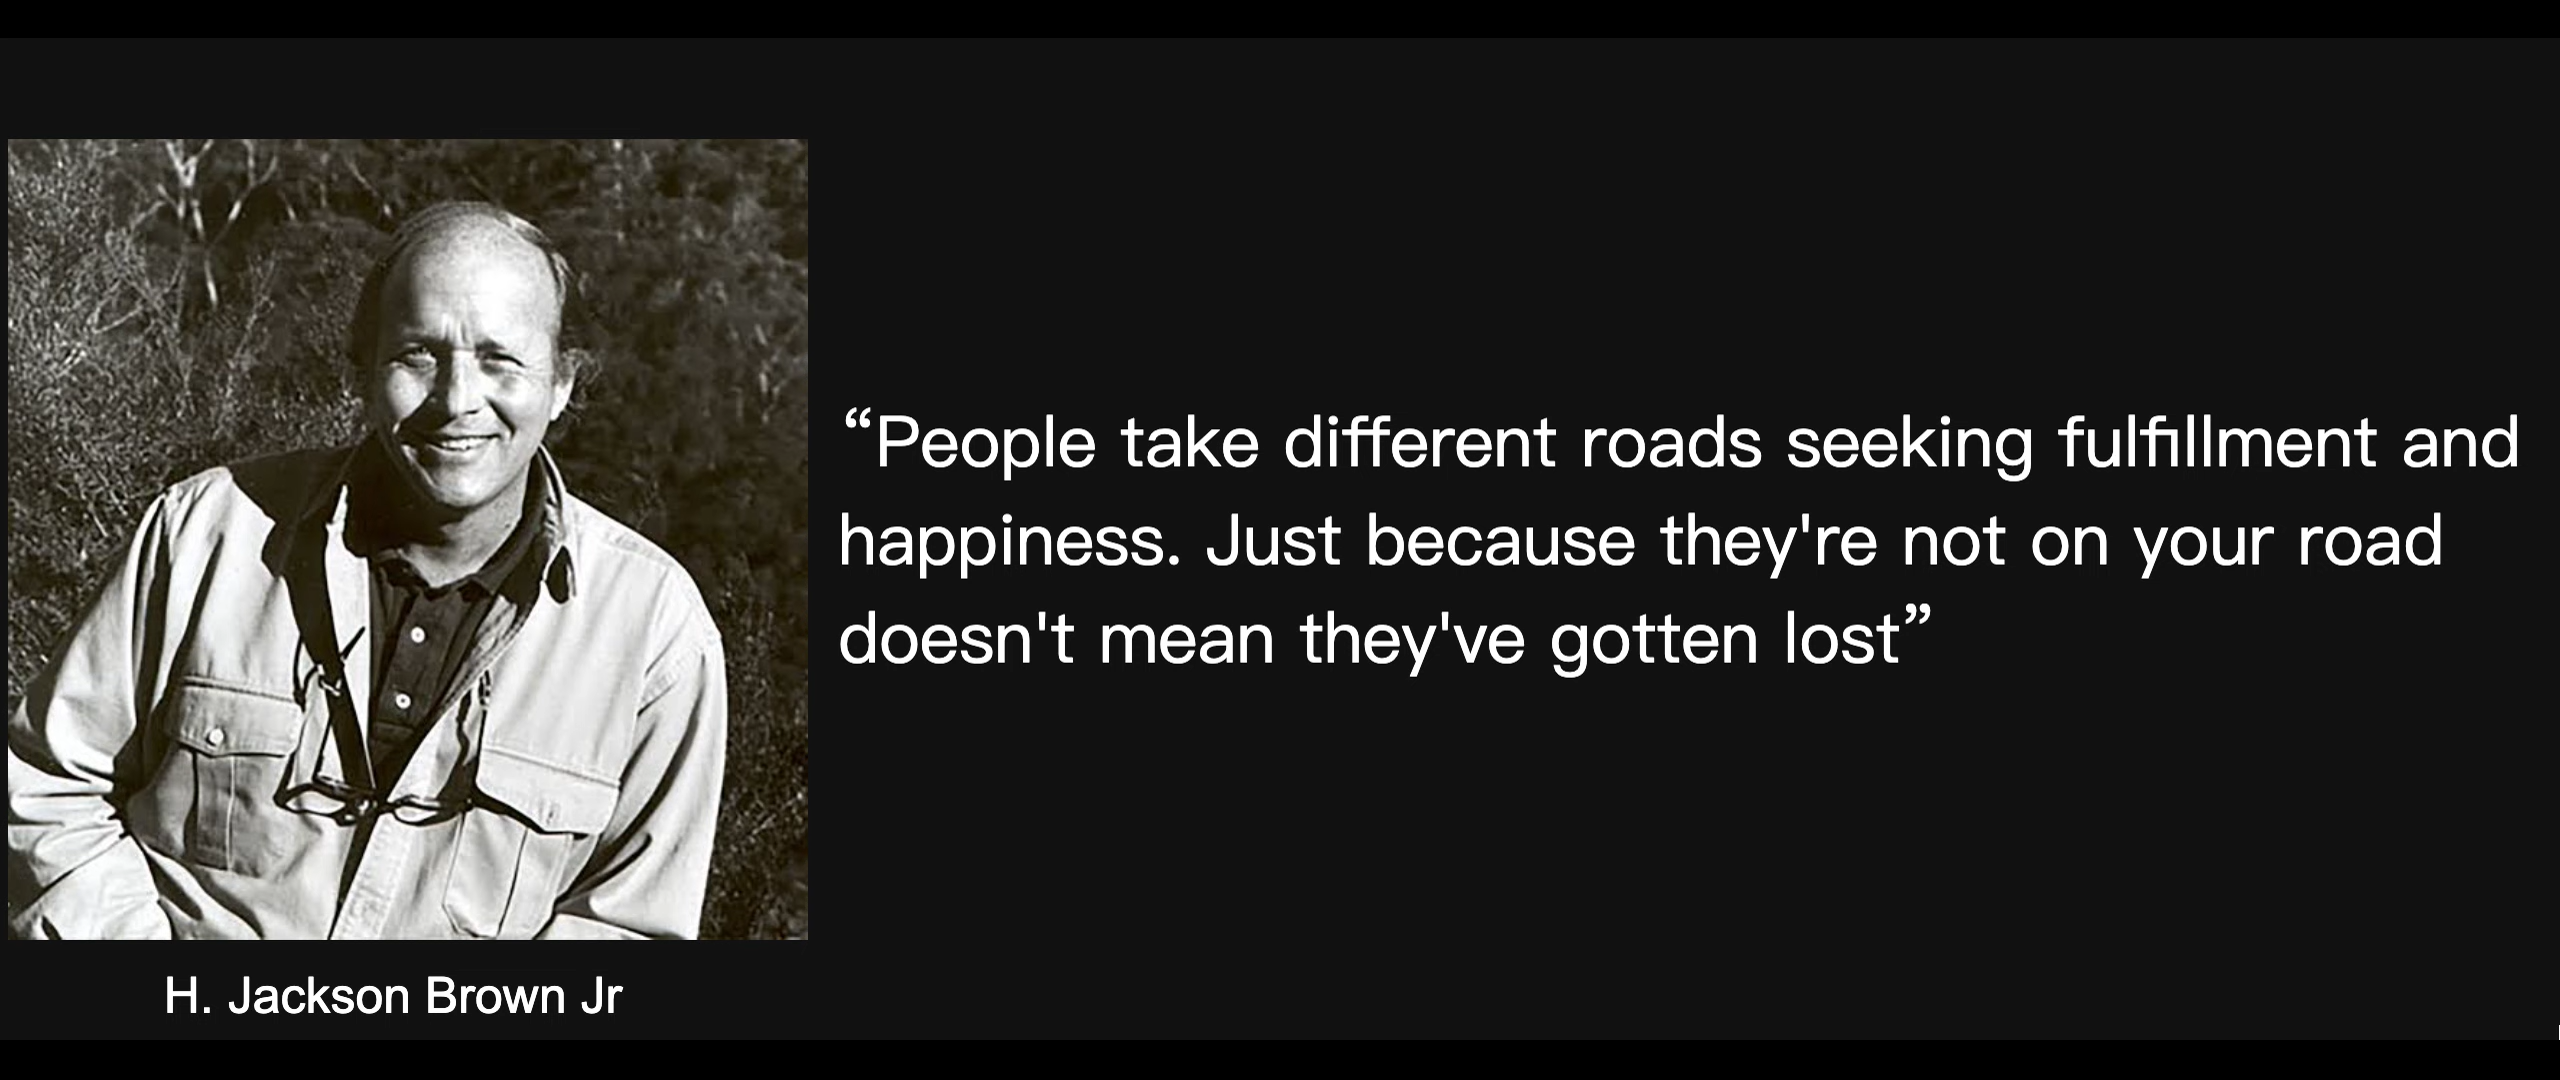 “People take different roads seeking fulfillment and
happiness. Just because they're not on your road
doesn't mean they've gotten lost”
H. Jackson Brown Jr